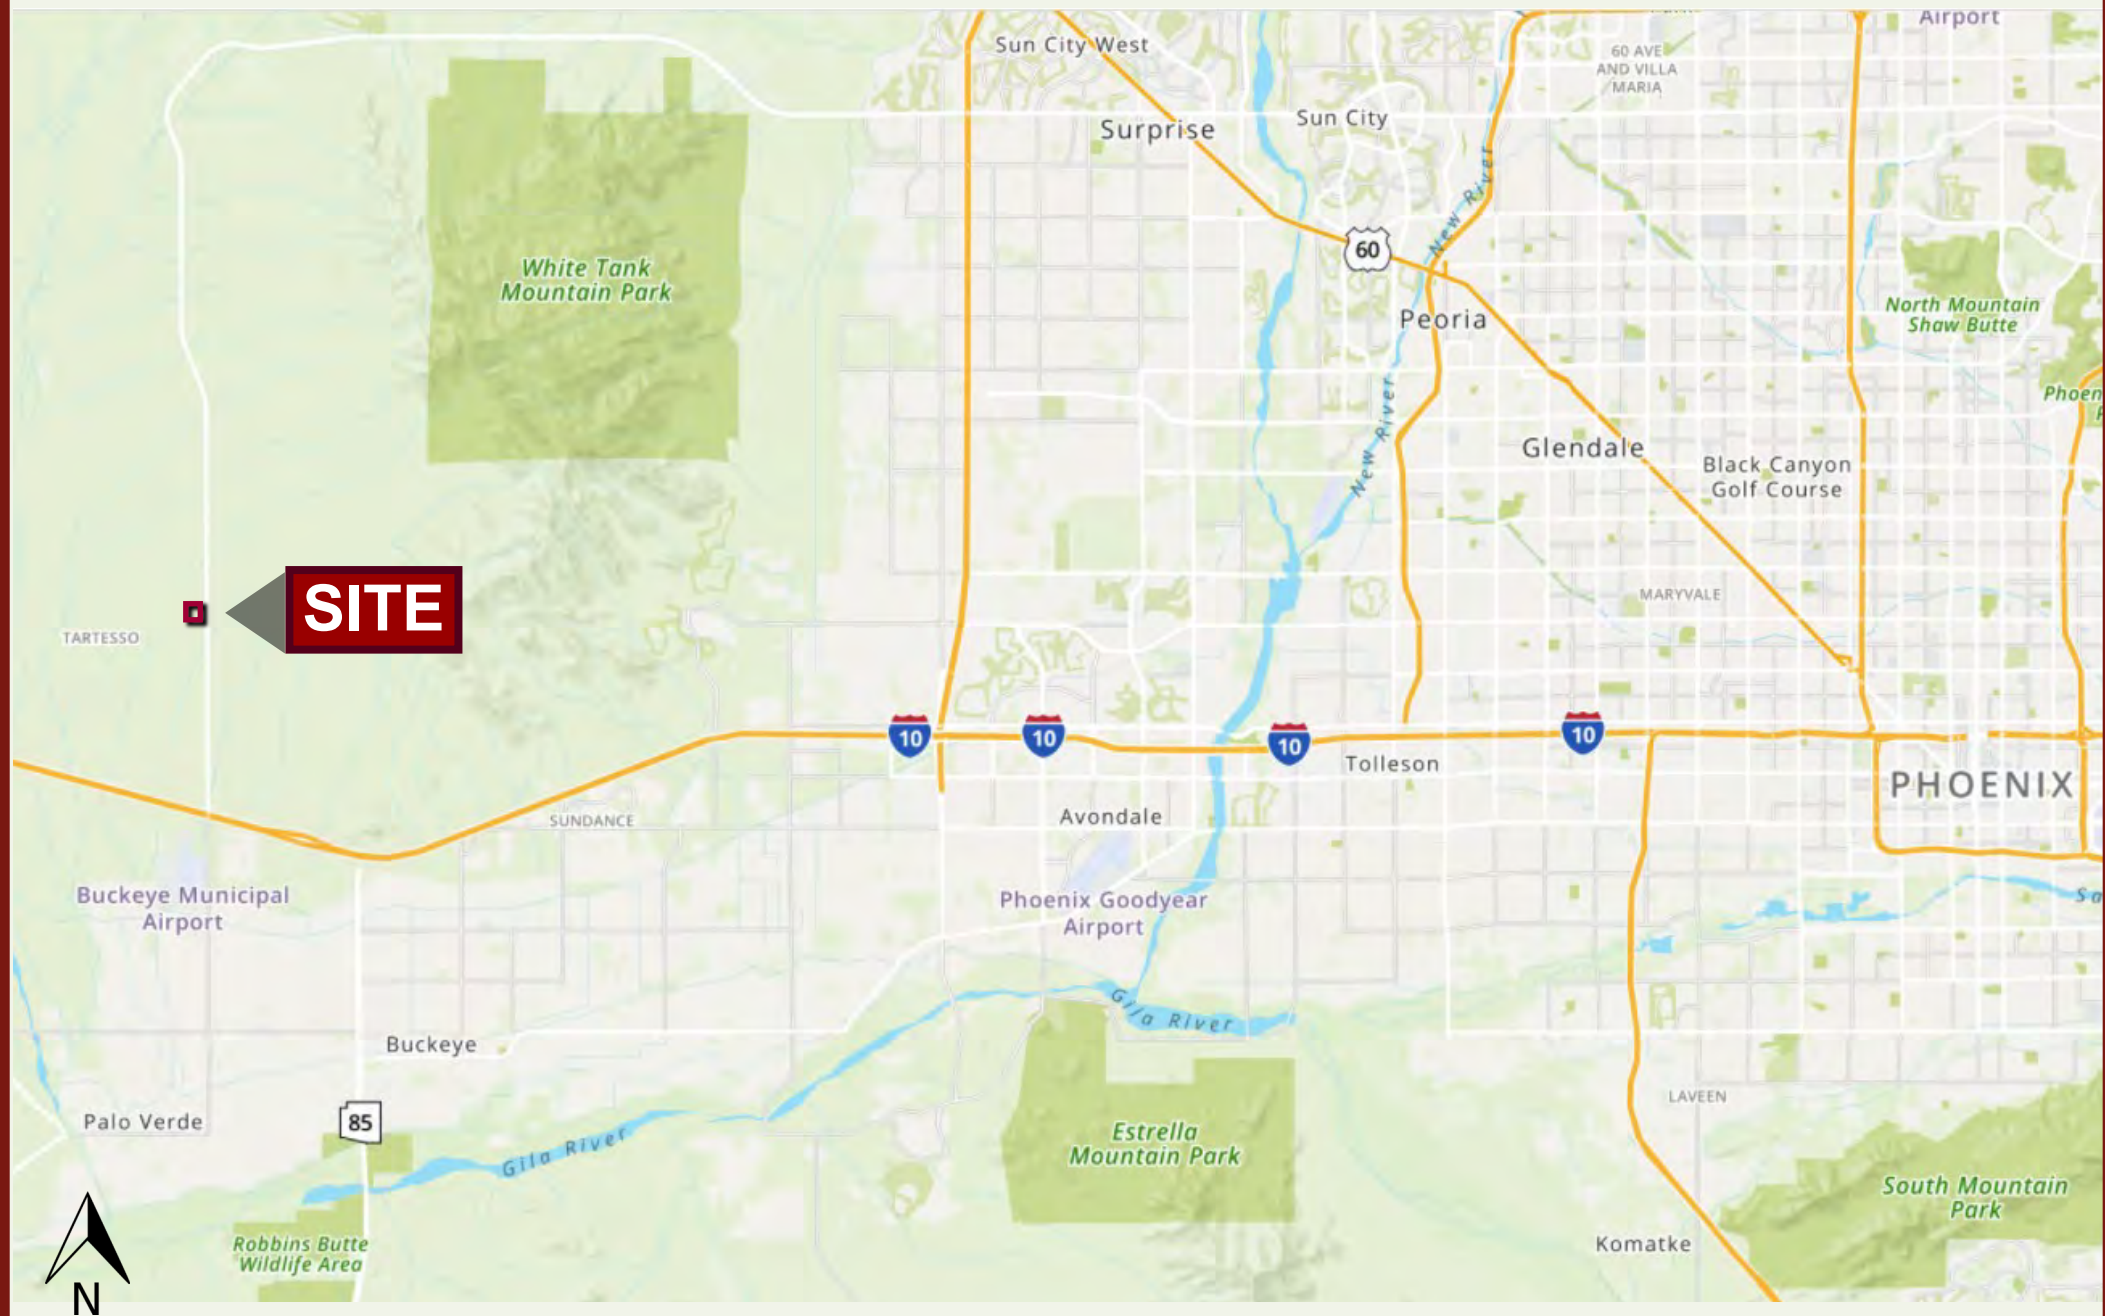 Airport
Sun City West
60 AVE
AND VILLA
MARIA
Sun City
Surprise
New River
60
White Tank
Mountain Park
North Mountain
Shaw Butte
Peoria
Phoen
New River
Glendale
Black Canyon
Golf Course
SITE
MARYVALE
TARTESSO
10
10
10
10
Tolleson
PHOENIX
SUNDANCE
Avondale
Buckeye Municipal
Airport
Phoenix Goodyear
Airport
Sa
Gila River
Buckeye
LAVEEN
Palo Verde
85
Estrella
Mountain Park
Gila River
South Mountain
Park
Robbins Butte
Wildlife Area
Komatke
N